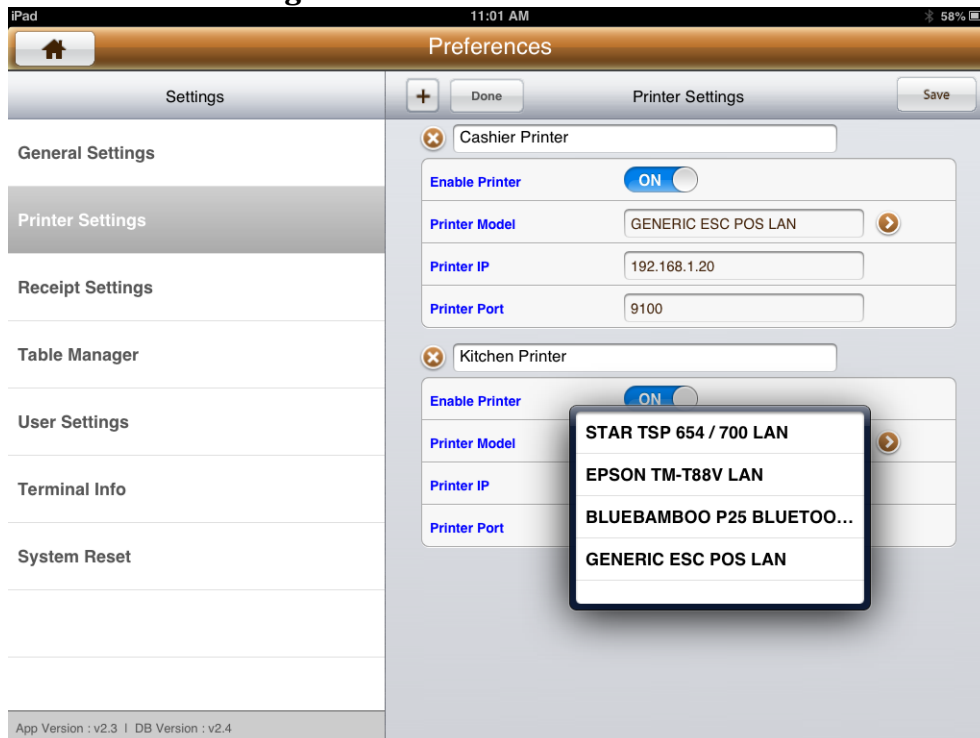 iPad 11:01 AM 58%
Preferences
Settings
+ Done Printer Settings Save
General Settings
Printer Settings
Receipt Settings
Table Manager
User Settings
Terminal Info
System Reset
App Version : v2.3 | DB Version : v2.4
Cashier Printer
Enable Printer ON
Printer Model GENERIC ESC POS LAN
Printer IP 192.168.1.20
Printer Port 9100
Kitchen Printer
Enable Printer ON
Printer Model
Printer IP
Printer Port
STAR TSP 654 / 700 LAN
EPSON TM-T88V LAN
BLUEBAMBOO P25 BLUETOO...
GENERIC ESC POS LAN